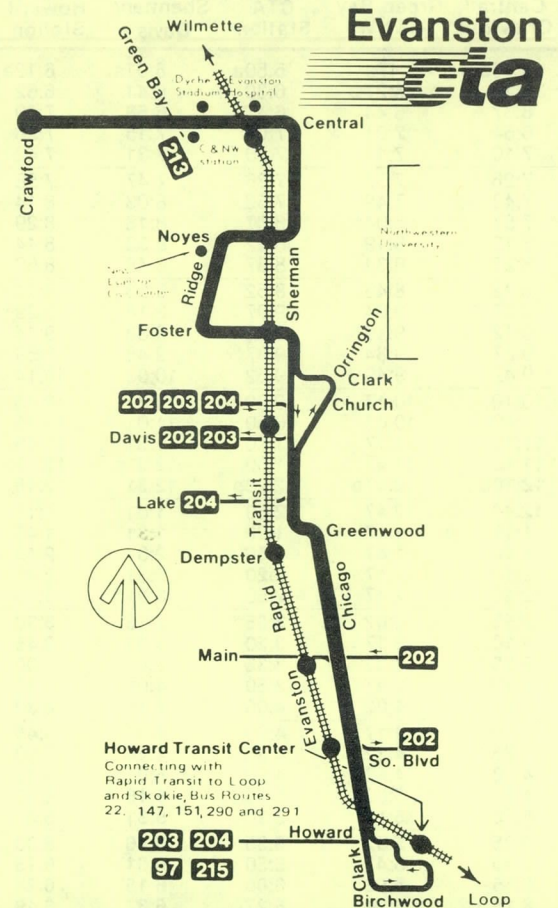 Evanston
cta
Wilmette
Green Bay
Dyche Evanston
Stadium Hospital
Central
Crawford
213
C & NW
station
Northwestern
University
Noyes
Ridge
Sherman
Foster
Orrington
Clark
202 203 204
Church
Davis 202 203
Lake 204
Transit
Greenwood
Dempster
Rapid
Chicago
Main
202
Evanston
202
So. Blvd
Howard Transit Center
Connecting with
Rapid Transit to Loop
and Skokie, Bus Routes
22, 147, 151, 290 and 291
203 204
Howard
97 215
Clark
Birchwood
Loop